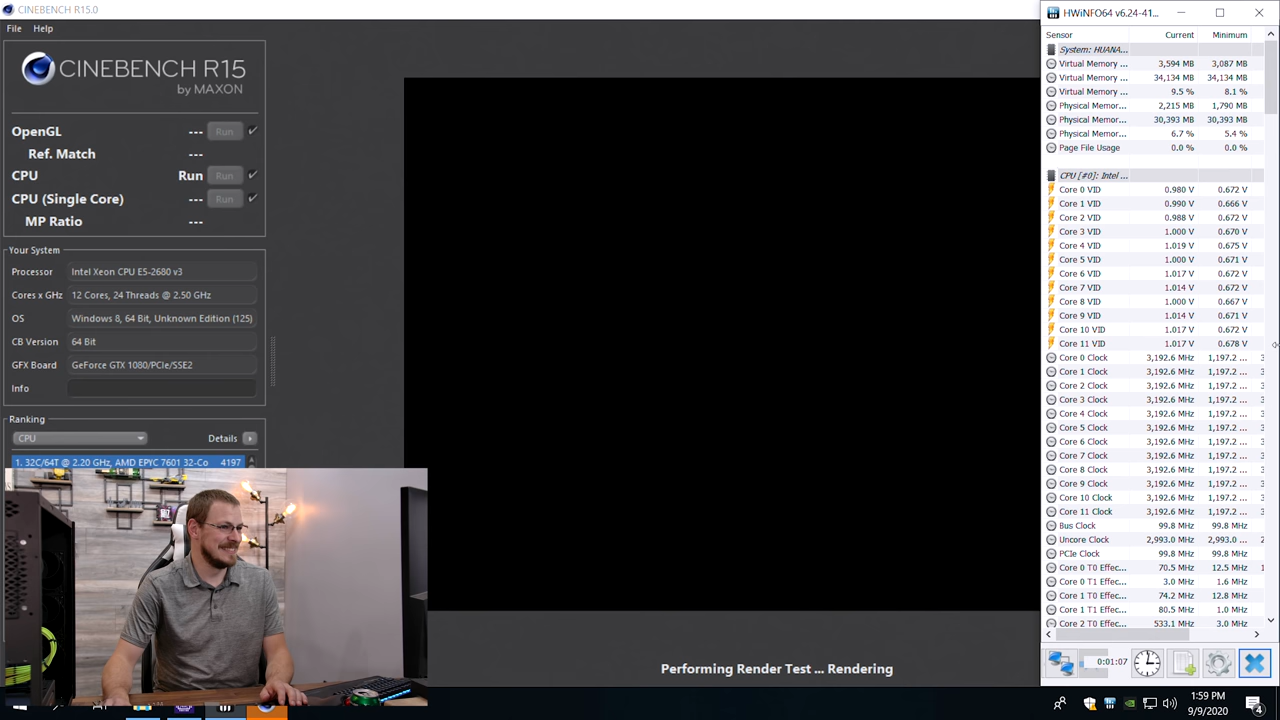 CINEBENCH R15.0
File Help
CINEBENCH R15
by MAXON
OpenGL --- Run
Ref. Match ---
CPU Run Run
CPU (Single Core) --- Run
MP Ratio ---
Your System
Processor Intel Xeon CPU E5-2680 v3
Cores x GHz 12 Cores, 24 Threads @ 2.50 GHz
OS Windows 8, 64 Bit, Unknown Edition (125)
CB Version 64 Bit
GFX Board GeForce GTX 1080/PCIe/SSE2
Info
Ranking
CPU Details
1. 32C/64T @ 2.20 GHz, AMD EPYC 7601 32-Co 4197
Performing Render Test ... Rendering
HWiNFO64 v6.24-41...
Sensor Current Minimum
System: HUANA...
Virtual Memory ... 3,594 MB 3,087 MB
Virtual Memory ... 34,134 MB 34,134 MB
Virtual Memory ... 9.5 % 8.1 %
Physical Memor... 2,215 MB 1,790 MB
Physical Memor... 30,393 MB 30,393 MB
Physical Memor... 6.7 % 5.4 %
Page File Usage 0.0 % 0.0 %
CPU [#0]: Intel ...
Core 0 VID 0.980 V 0.672 V
Core 1 VID 0.990 V 0.666 V
Core 2 VID 0.988 V 0.672 V
Core 3 VID 1.000 V 0.670 V
Core 4 VID 1.019 V 0.675 V
Core 5 VID 1.000 V 0.671 V
Core 6 VID 1.017 V 0.672 V
Core 7 VID 1.014 V 0.672 V
Core 8 VID 1.000 V 0.667 V
Core 9 VID 1.014 V 0.671 V
Core 10 VID 1.017 V 0.672 V
Core 11 VID 1.017 V 0.678 V
Core 0 Clock 3,192.6 MHz 1,197.2 ... 3
Core 1 Clock 3,192.6 MHz 1,197.2 ... 3
Core 2 Clock 3,192.6 MHz 1,197.2 ... 3
Core 3 Clock 3,192.6 MHz 1,197.2 ... 3
Core 4 Clock 3,192.6 MHz 1,197.2 ... 3
Core 5 Clock 3,192.6 MHz 1,197.2 ... 3
Core 6 Clock 3,192.6 MHz 1,197.2 ... 3
Core 7 Clock 3,192.6 MHz 1,197.2 ... 3
Core 8 Clock 3,192.6 MHz 1,197.2 ... 3
Core 9 Clock 3,192.6 MHz 1,197.2 ... 3
Core 10 Clock 3,192.6 MHz 1,197.2 ... 3
Core 11 Clock 3,192.6 MHz 1,197.2 ... 3
Bus Clock 99.8 MHz 99.8 MHz
Uncore Clock 2,993.0 MHz 2,993.0 ... 2
PCIe Clock 99.8 MHz 99.8 MHz
Core 0 T0 Effec... 70.5 MHz 12.5 MHz 1
Core 0 T1 Effec... 3.0 MHz 1.6 MHz
Core 1 T0 Effec... 74.2 MHz 12.8 MHz
Core 1 T1 Effec... 80.5 MHz 1.0 MHz
Core 2 T0 Effec... 533.1 MHz 3.0 MHz
0:01:07
1:59 PM
9/9/2020
4